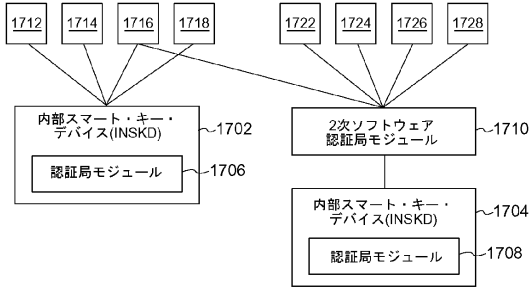 1712
1714
1716
1718
1722
1724
1726
1728
内部スマート・キー・
デバイス(INSKD)
1702
認証局モジュール
1706
2次ソフトウェア
認証局モジュール
1710
内部スマート・キー・
デバイス(INSKD)
1704
認証局モジュール
1708